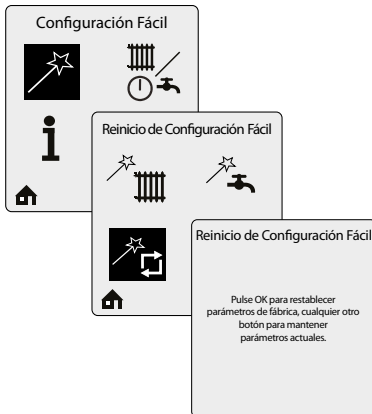 Configuración Fácil
Reinicio de Configuración Fácil
Reinicio de Configuración Fácil
Pulse OK para restablecer
parámetros de fábrica, cualquier otro
botón para mantener
parámetros actuales.